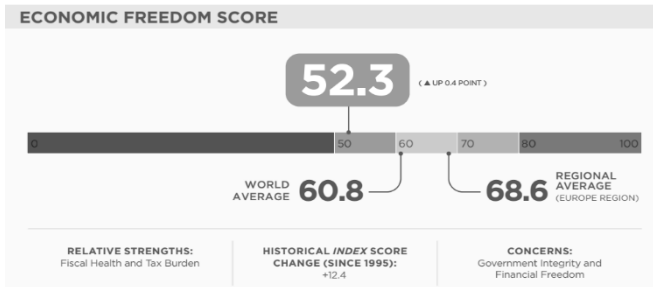 ECONOMIC FREEDOM SCORE
52.3
( ▲ UP 0.4 POINT )
0 50 60 70 80 100
WORLD
AVERAGE
60.8
68.6
REGIONAL
AVERAGE
(EUROPE REGION)
RELATIVE STRENGTHS:
Fiscal Health and Tax Burden
HISTORICAL INDEX SCORE
CHANGE (SINCE 1995):
+12.4
CONCERNS:
Government Integrity and
Financial Freedom